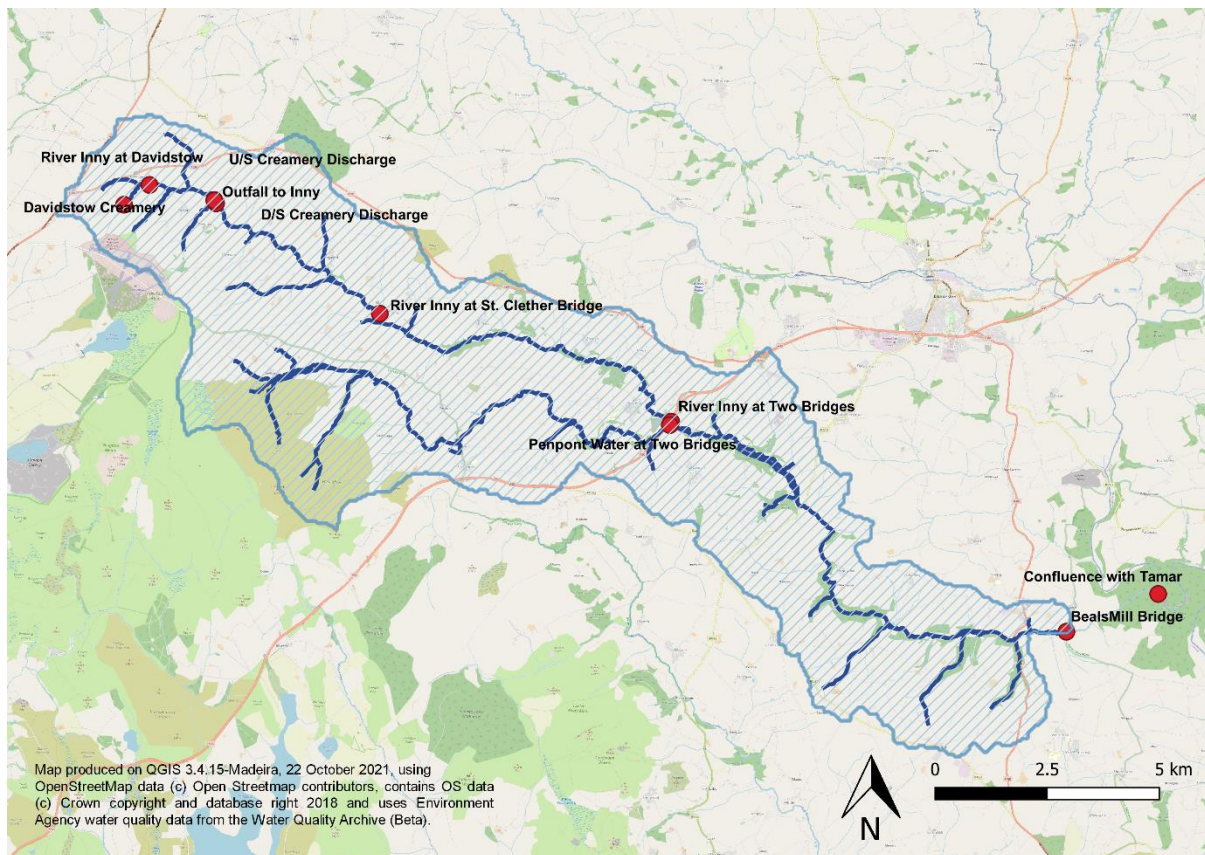 River Inny at Davidstow
U/S Creamery Discharge
Outfall to Inny
Davidstow Creamery
D/S Creamery Discharge
River Inny at St. Clether Bridge
River Inny at Two Bridges
Penpont Water at Two Bridges
Confluence with Tamar
BealsMill Bridge
Map produced on QGIS 3.4.15-Madeira, 22 October 2021, using
OpenStreetMap data (c) Open Streetmap contributors, contains OS data
(c) Crown copyright and database right 2018 and uses Environment
Agency water quality data from the Water Quality Archive (Beta).
N
0 2.5 5 km